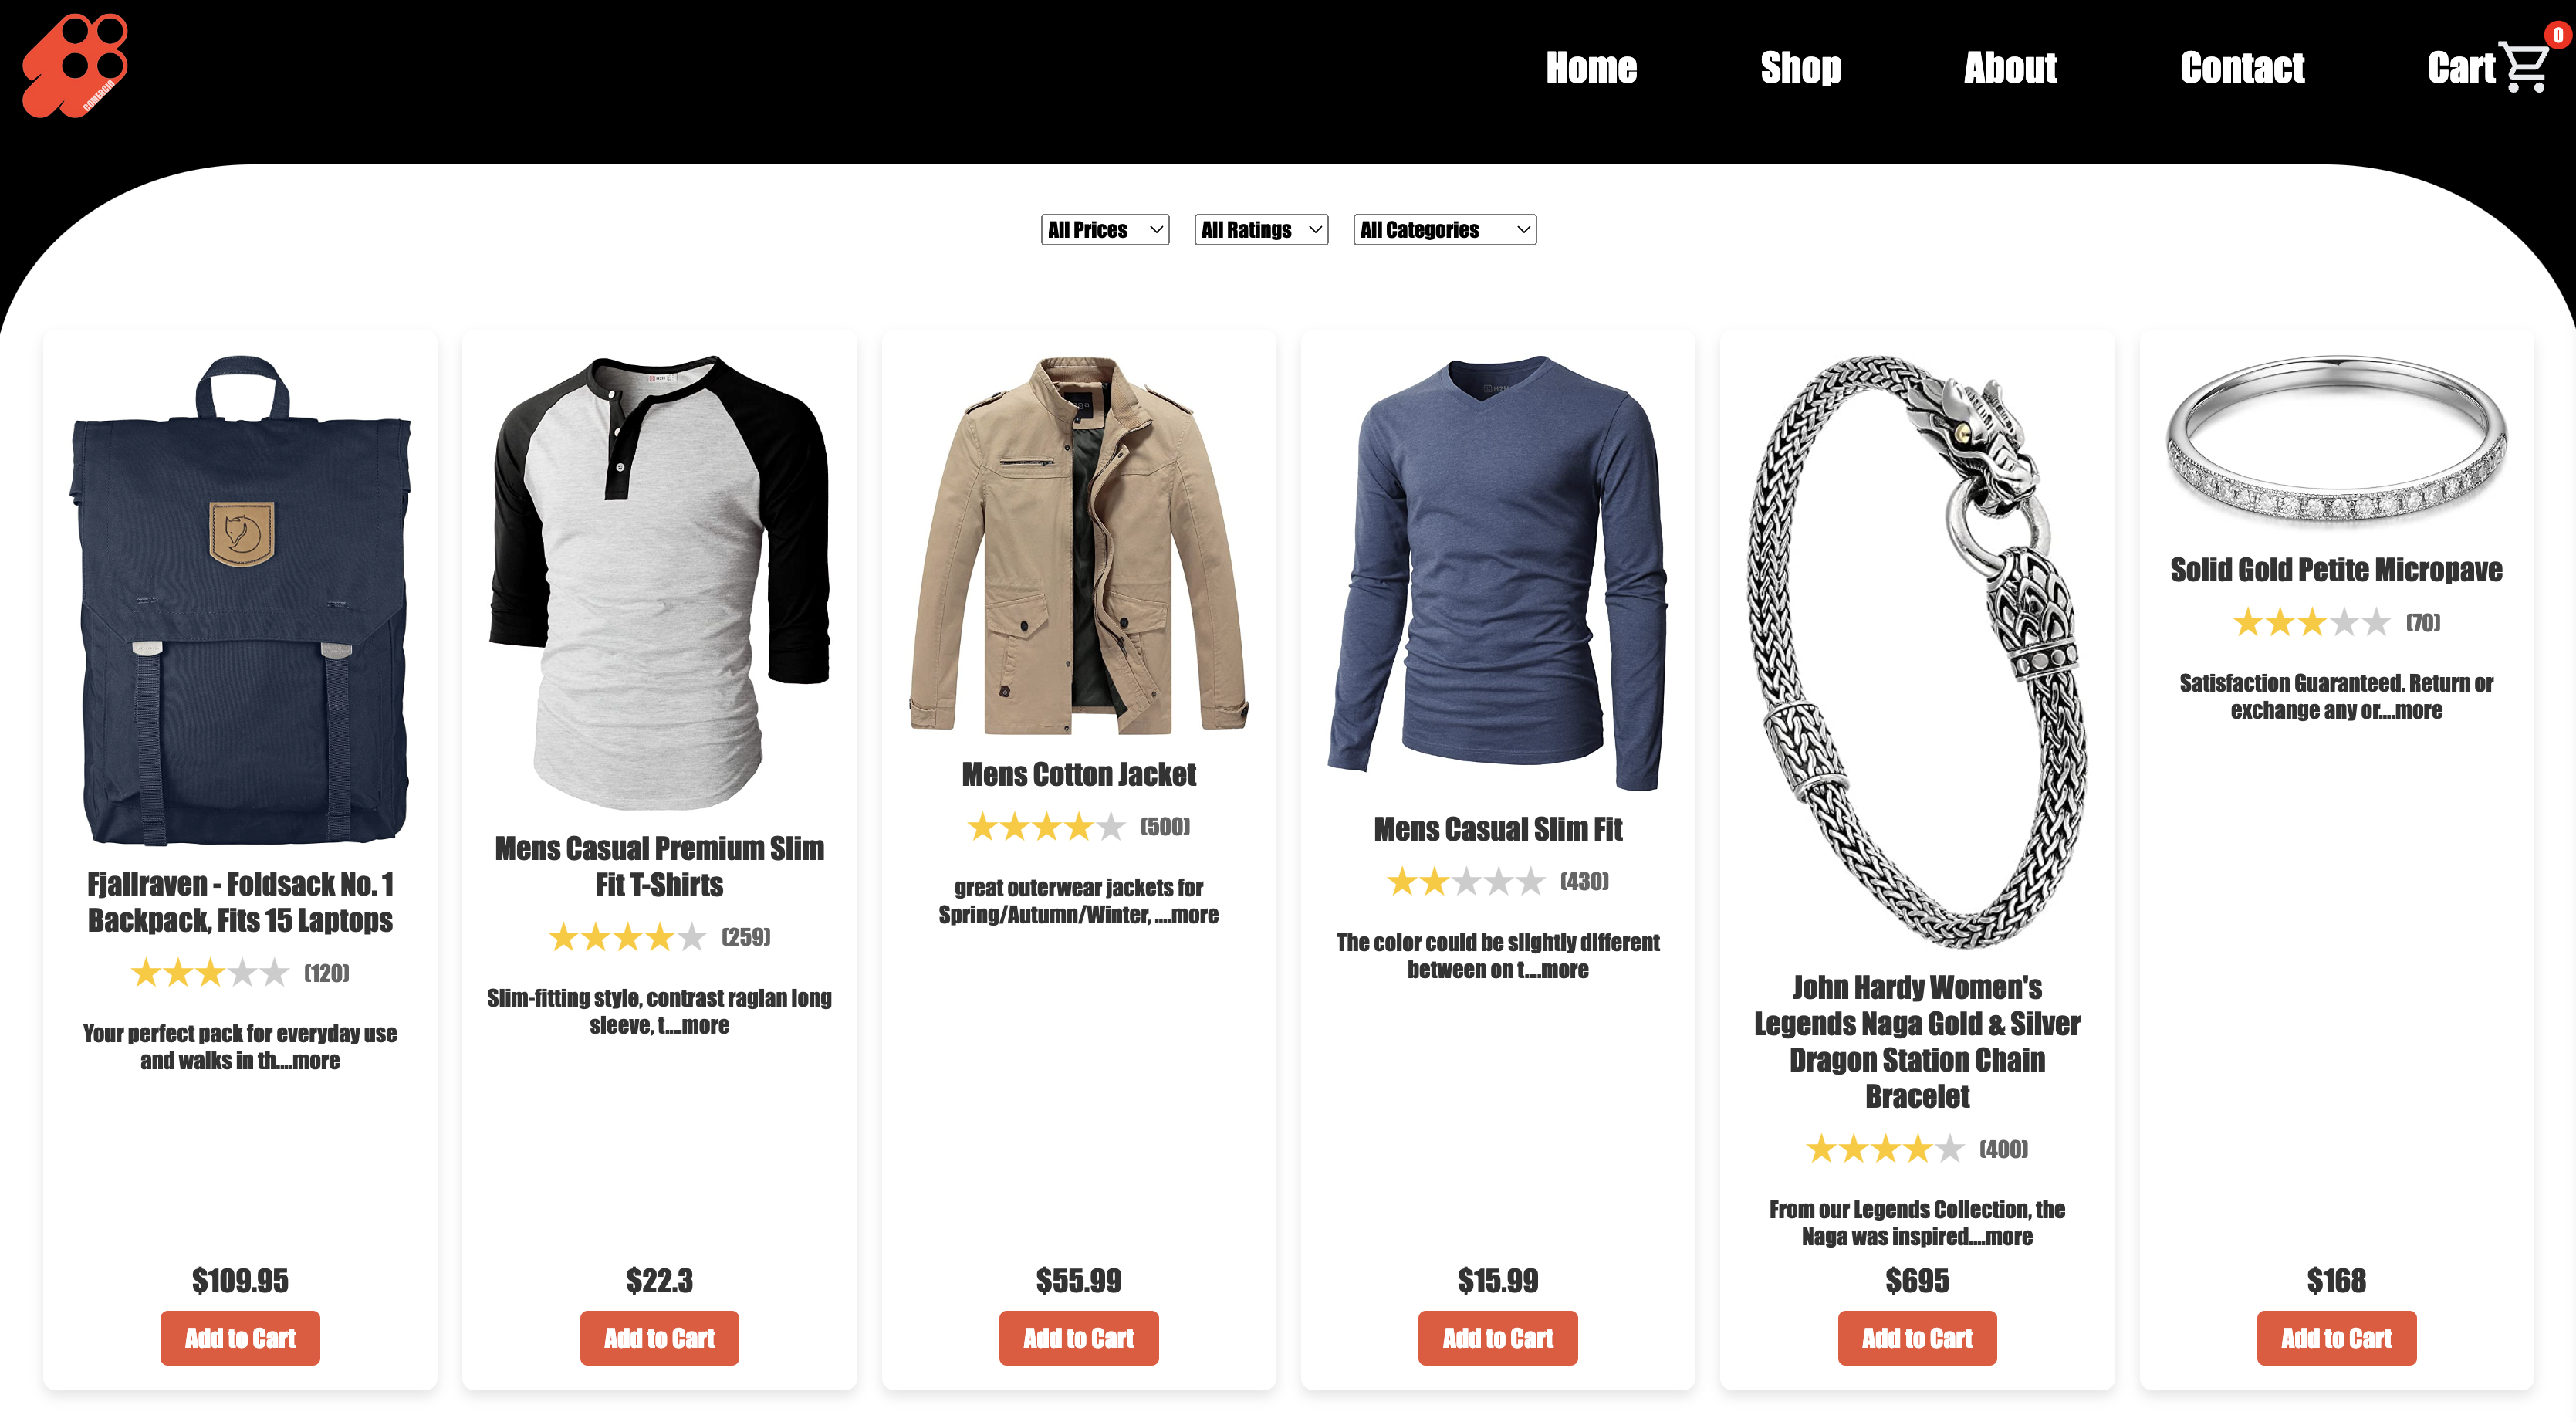 COMERCIO
Home
Shop
About
Contact
Cart
0
All Prices
All Ratings
All Categories
Fjallraven - Foldsack No. 1
Backpack, Fits 15 Laptops
(120)
Your perfect pack for everyday use
and walks in th....more
$109.95
Add to Cart
Mens Casual Premium Slim
Fit T-Shirts
(259)
Slim-fitting style, contrast raglan long
sleeve, t....more
$22.3
Add to Cart
Mens Cotton Jacket
(500)
great outerwear jackets for
Spring/Autumn/Winter, ....more
$55.99
Add to Cart
Mens Casual Slim Fit
(430)
The color could be slightly different
between on t....more
$15.99
Add to Cart
John Hardy Women's
Legends Naga Gold & Silver
Dragon Station Chain
Bracelet
(400)
From our Legends Collection, the
Naga was inspired....more
$695
Add to Cart
Solid Gold Petite Micropave
(70)
Satisfaction Guaranteed. Return or
exchange any or....more
$168
Add to Cart